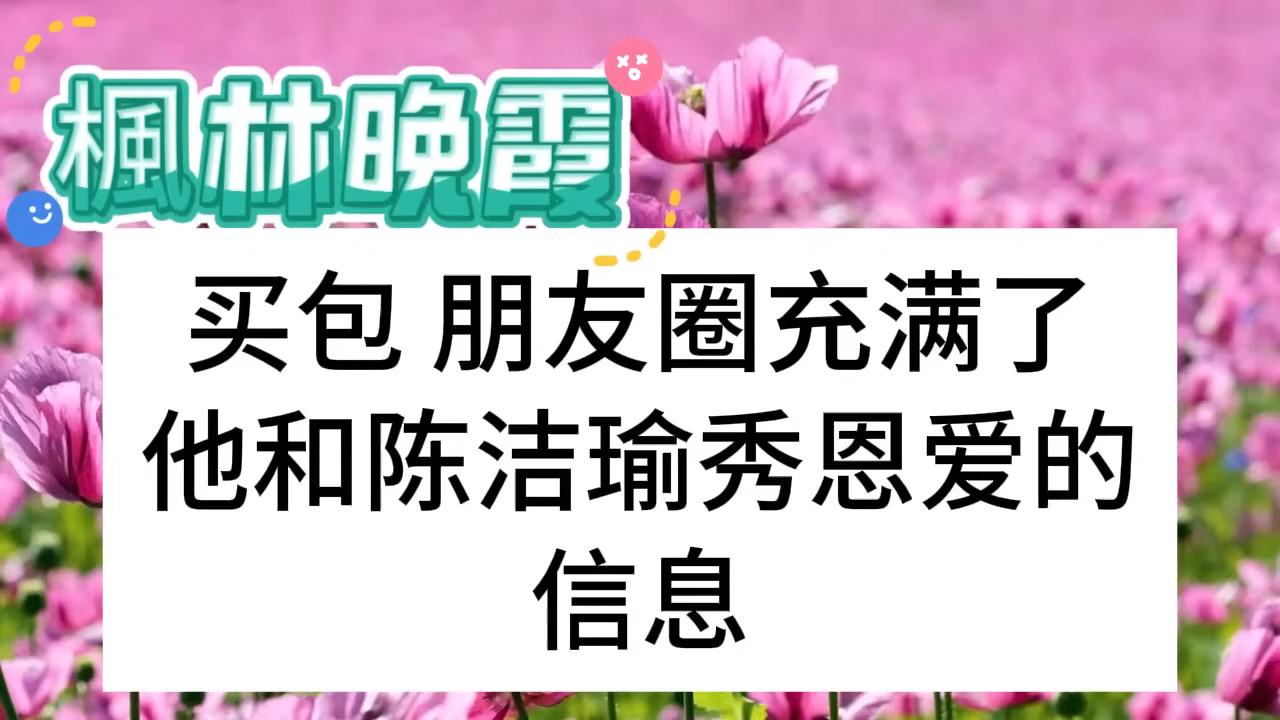 楓林晚霞
买包 朋友圈充满了
他和陈洁瑜秀恩爱的
信息